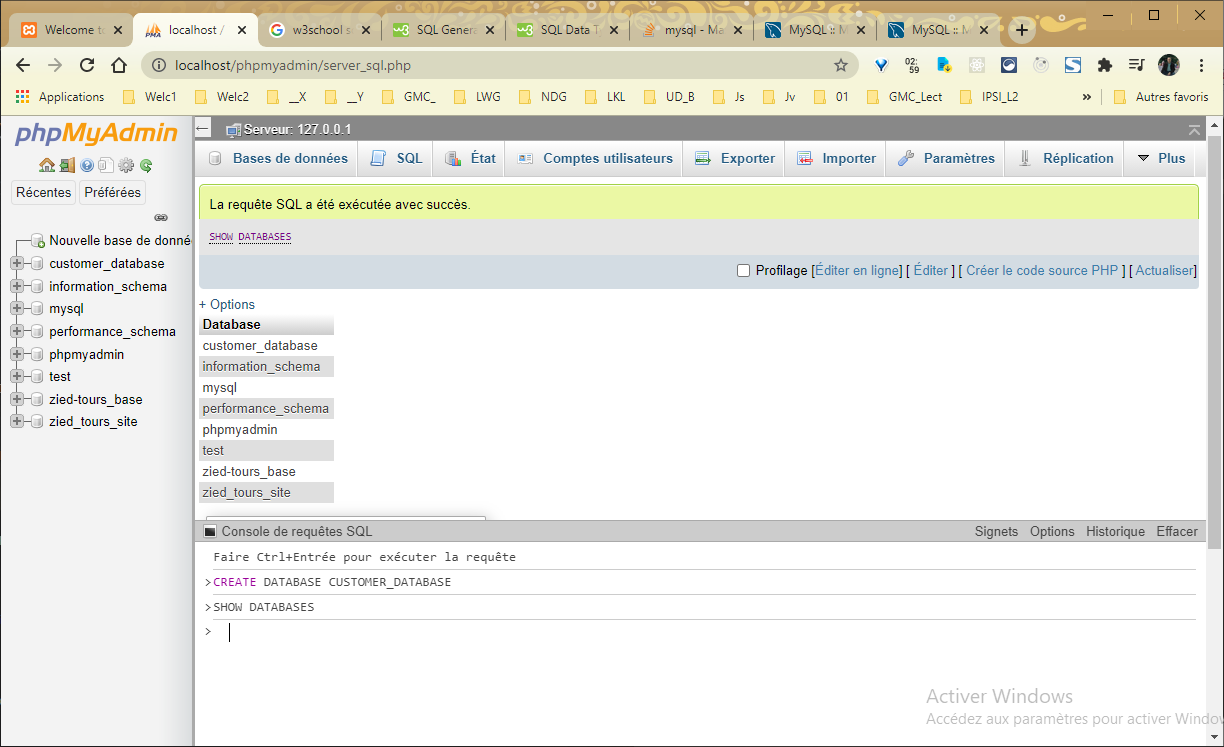 Welcome to
localhost /
w3school s
SQL Genera
SQL Data T
mysql - Ma
MySQL :: M
MySQL :: M
localhost/phpmyadmin/server_sql.php
02:
59
Applications
Welc1
Welc2
__X
__Y
GMC_
LWG
NDG
LKL
UD_B
Js
Jv
01
GMC_Lect
IPSI_L2
»
Autres favoris
phpMyAdmin
Récentes
Préférées
Nouvelle base de donné
customer_database
information_schema
mysql
performance_schema
phpmyadmin
test
zied-tours_base
zied_tours_site
Serveur: 127.0.0.1
Bases de données
SQL
État
Comptes utilisateurs
Exporter
Importer
Paramètres
Réplication
Plus
La requête SQL a été exécutée avec succès.
SHOW DATABASES
Profilage [Éditer en ligne] [ Éditer ] [ Créer le code source PHP ] [ Actualiser]
+ Options
Database
customer_database
information_schema
mysql
performance_schema
phpmyadmin
test
zied-tours_base
zied_tours_site
Console de requêtes SQL
Signets
Options
Historique
Effacer
Faire Ctrl+Entrée pour exécuter la requête
>CREATE DATABASE CUSTOMER_DATABASE
>SHOW DATABASES
>
Activer Windows
Accédez aux paramètres pour activer Window